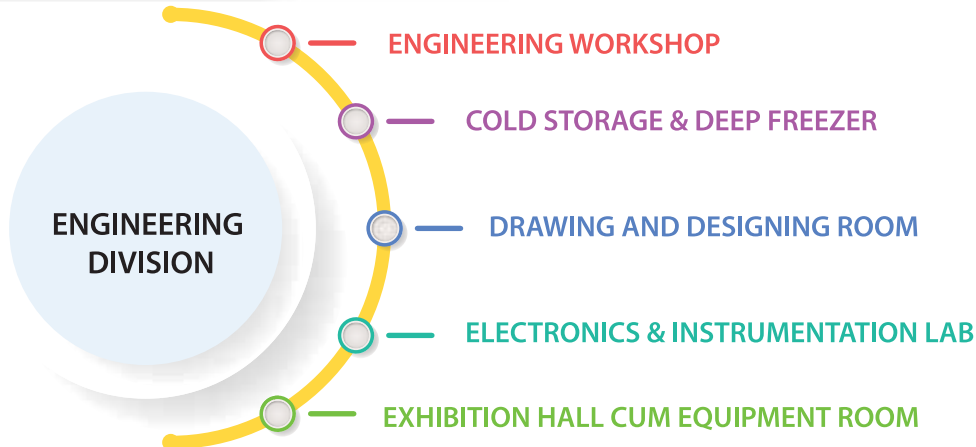 ENGINEERING WORKSHOP
COLD STORAGE & DEEP FREEZER
ENGINEERING
DIVISION
DRAWING AND DESIGNING ROOM
ELECTRONICS & INSTRUMENTATION LAB
EXHIBITION HALL CUM EQUIPMENT ROOM